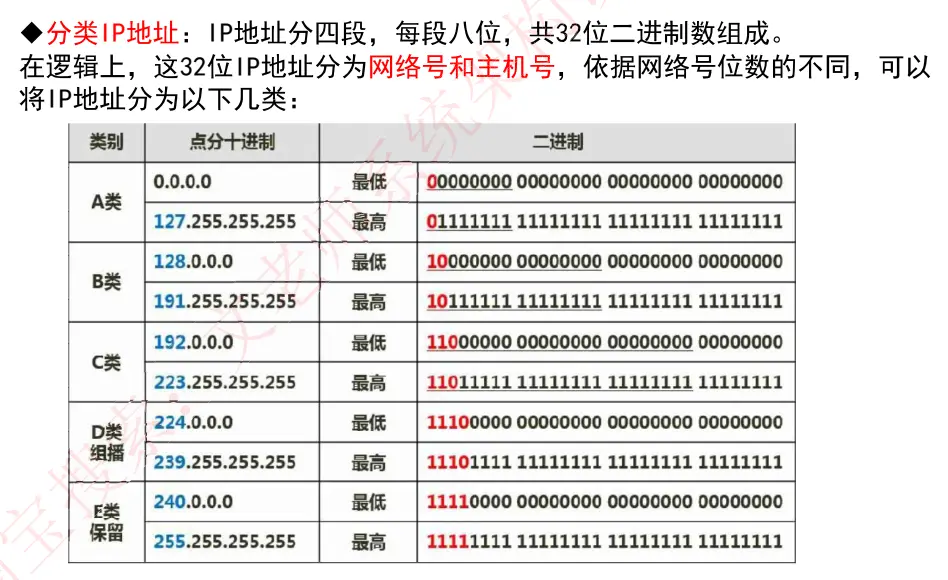 ◆分类IP地址：IP地址分四段，每段八位，共32位二进制数组成。
在逻辑上，这32位IP地址分为网络号和主机号，依据网络号位数的不同，可以
将IP地址分为以下几类：
类别 点分十进制 二进制
A类 0.0.0.0 最低 00000000 00000000 00000000 00000000
127.255.255.255 最高 01111111 11111111 11111111 11111111
B类 128.0.0.0 最低 10000000 00000000 00000000 00000000
191.255.255.255 最高 10111111 11111111 11111111 11111111
C类 192.0.0.0 最低 11000000 00000000 00000000 00000000
223.255.255.255 最高 11011111 11111111 11111111 11111111
D类 组播 224.0.0.0 最低 11100000 00000000 00000000 00000000
239.255.255.255 最高 11101111 11111111 11111111 11111111
E类 保留 240.0.0.0 最低 11110000 00000000 00000000 00000000
255.255.255.255 最高 11111111 11111111 11111111 11111111
宝搜索：文老师系统架构